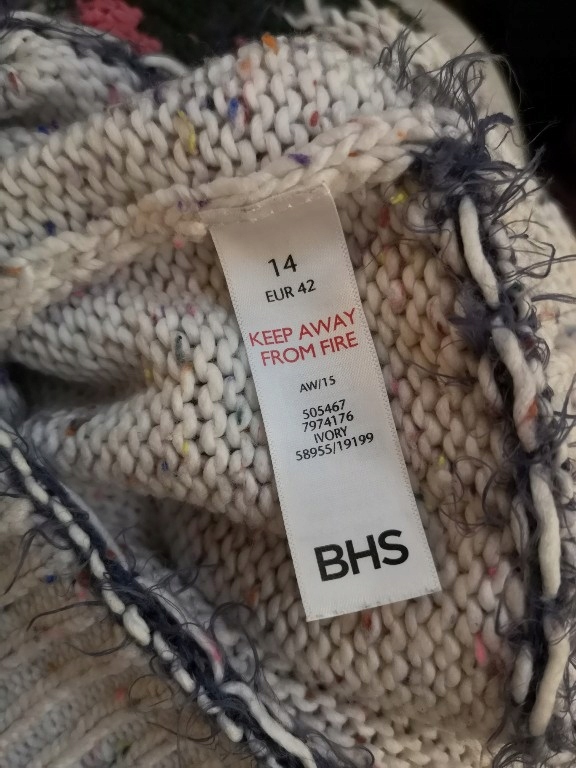 14
EUR 42
KEEP AWAY
FROM FIRE
AW/15
505467
7974176
IVORY
58955/19199
BHS